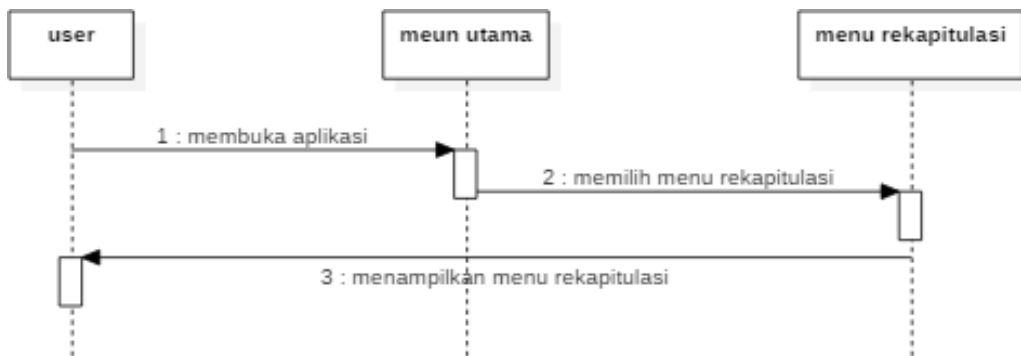 user
meun utama
menu rekapitulasi
1 : membuka aplikasi
2 : memilih menu rekapitulasi
3 : menampilkan menu rekapitulasi